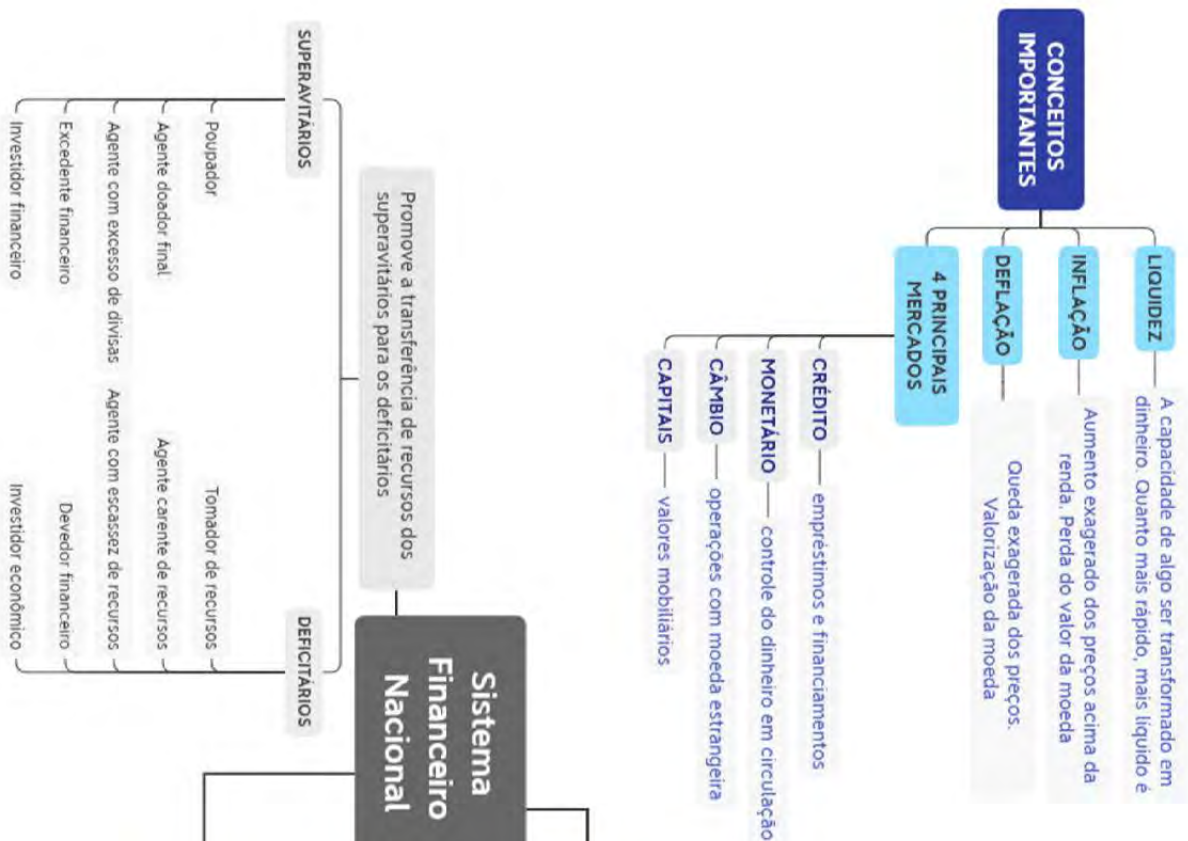 CONCEITOS
IMPORTANTES
LIQUIDEZ
A capacidade de algo ser transformado em
dinheiro. Quanto mais rápido, mais líquido é
INFLAÇÃO
Aumento exagerado dos preços acima da
renda. Perda do valor da moeda
DEFLAÇÃO
Queda exagerada dos preços.
Valorização da moeda
4 PRINCIPAIS
MERCADOS
CRÉDITO
empréstimos e financiamentos
MONETÁRIO
controle do dinheiro em circulação
CÂMBIO
operações com moeda estrangeira
CAPITAIS
valores mobiliários
Sistema
Financeiro
Nacional
Promove a transferência de recursos dos
superavitários para os deficitários
SUPERAVITÁRIOS
Poupador
Agente doador final
Agente com excesso de divisas
Excedente financeiro
Investidor financeiro
DEFICITÁRIOS
Tomador de recursos
Agente carente de recursos
Agente com escassez de recursos
Devedor financeiro
Investidor econômico